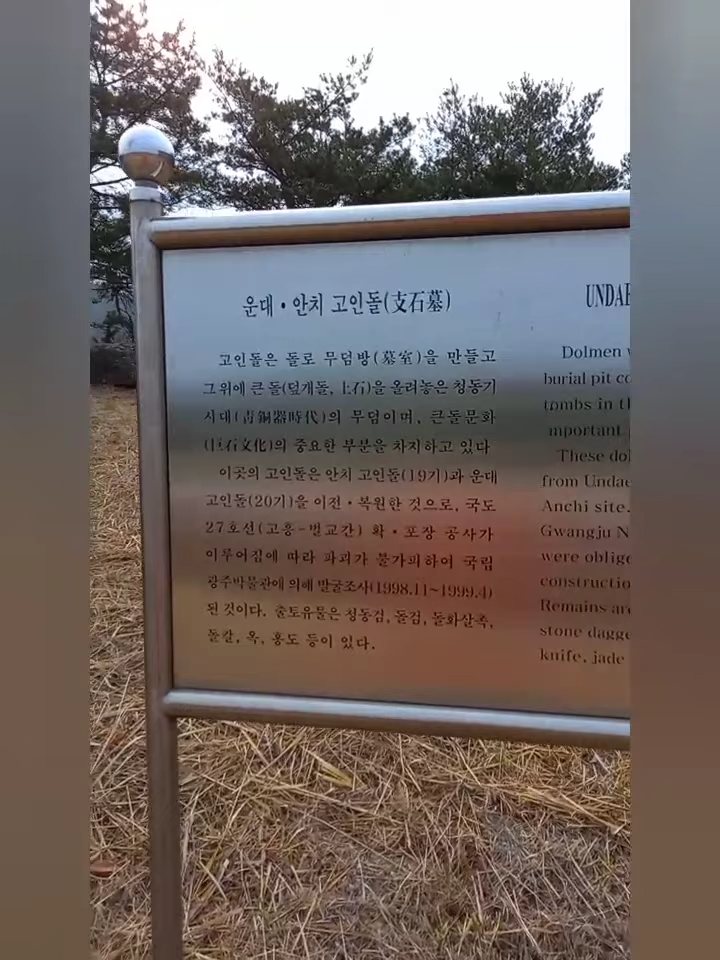 운대·안치 고인돌(支石墓)
고인돌은 돌로 무덤방(墓室)을 만들고
그위에 큰 돌(덮개돌, 上石)을 올려놓은 청동기
시대(靑銅器時代)의 무덤이며, 큰돌문화
(巨石文化)의 중요한 부분을 차지하고 있다
이곳의 고인돌은 안치 고인돌(19기)과 운대
고인돌(20기)을 이전·복원한 것으로, 국도
27호선(고흥-벌교간) 확·포장 공사가
이루어짐에 따라 파괴가 불가피하여 국립
광주박물관에 의해 발굴조사(1998.11~1999.4)
된 것이다. 출토유물은 청동검, 돌검, 돌화살촉,
돌칼, 옥, 홍도 등이 있다.
UNDAE
Dolmen
burial pit
tombs in
important
These
from Undae
Anchi site.
Gwangju
were
Remains
stone
knife, jade